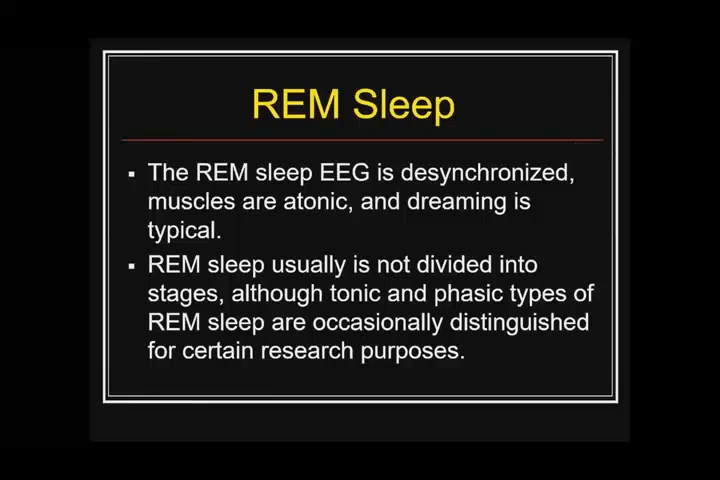 REM Sleep
▪ The REM sleep EEG is desynchronized,
muscles are atonic, and dreaming is
typical.
▪ REM sleep usually is not divided into
stages, although tonic and phasic types of
REM sleep are occasionally distinguished
for certain research purposes.